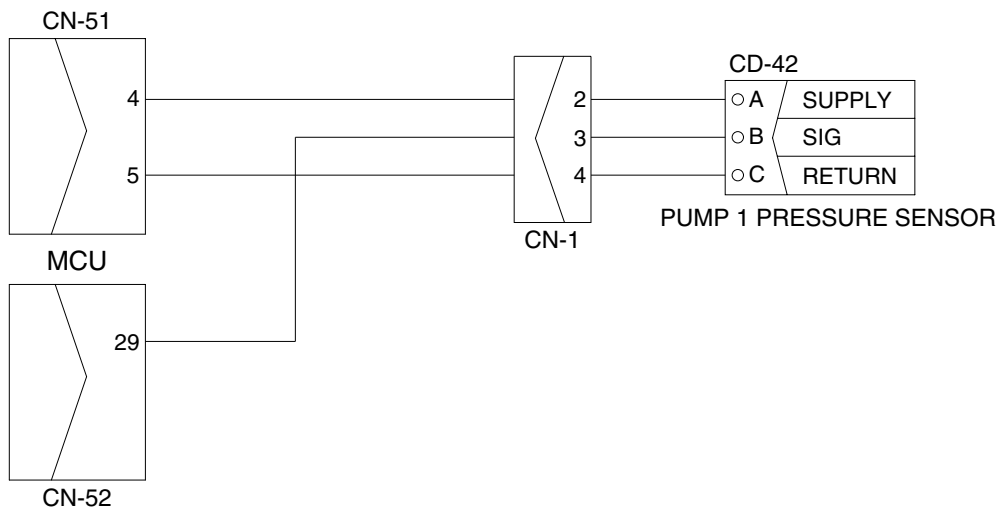 CN-51
4
5
MCU
29
CN-52
2
3
4
CN-1
CD-42
A SUPPLY
B SIG
C RETURN
PUMP 1 PRESSURE SENSOR